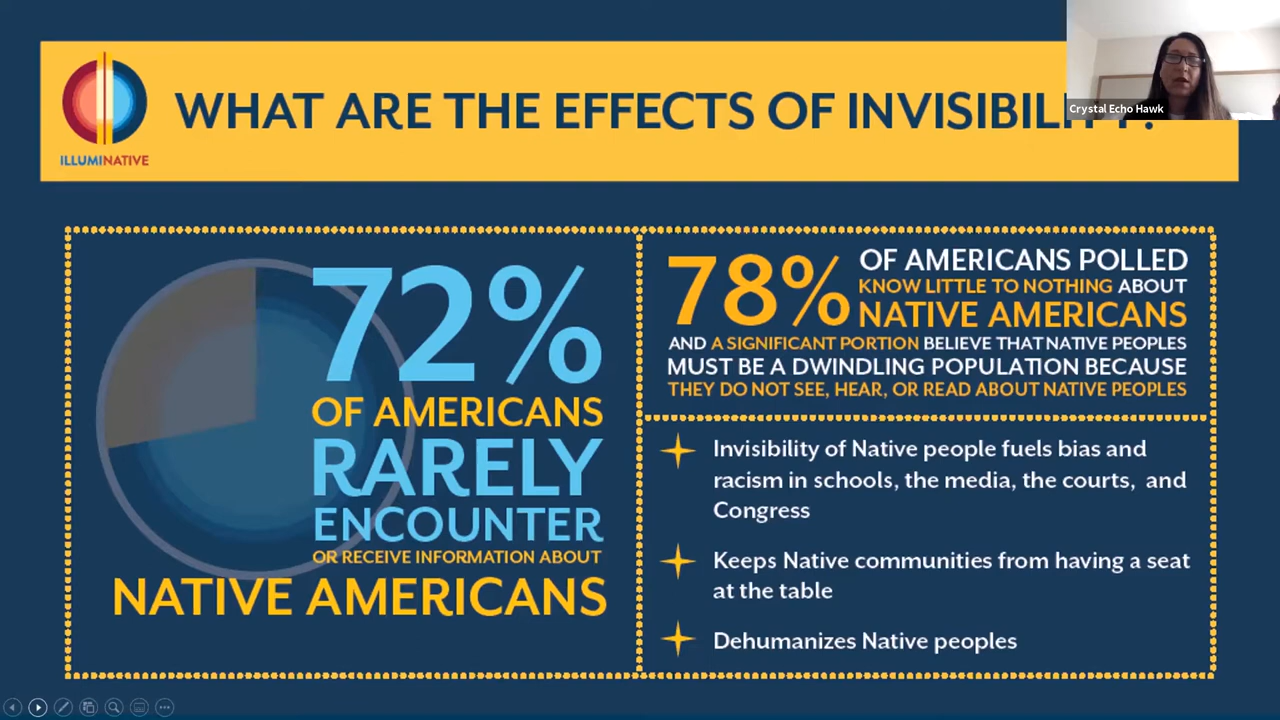 WHAT ARE THE EFFECTS OF INVISIBILITY?
Crystal Echo Hawk
ILLUMINATIVE
72%
OF AMERICANS
RARELY
ENCOUNTER
OR RECEIVE INFORMATION ABOUT
NATIVE AMERICANS
78%
OF AMERICANS POLLED
KNOW LITTLE TO NOTHING ABOUT
NATIVE AMERICANS
AND A SIGNIFICANT PORTION BELIEVE THAT NATIVE PEOPLES
MUST BE A DWINDLING POPULATION BECAUSE
THEY DO NOT SEE, HEAR, OR READ ABOUT NATIVE PEOPLES
Invisibility of Native people fuels bias and
racism in schools, the media, the courts, and
Congress
Keeps Native communities from having a seat
at the table
Dehumanizes Native peoples